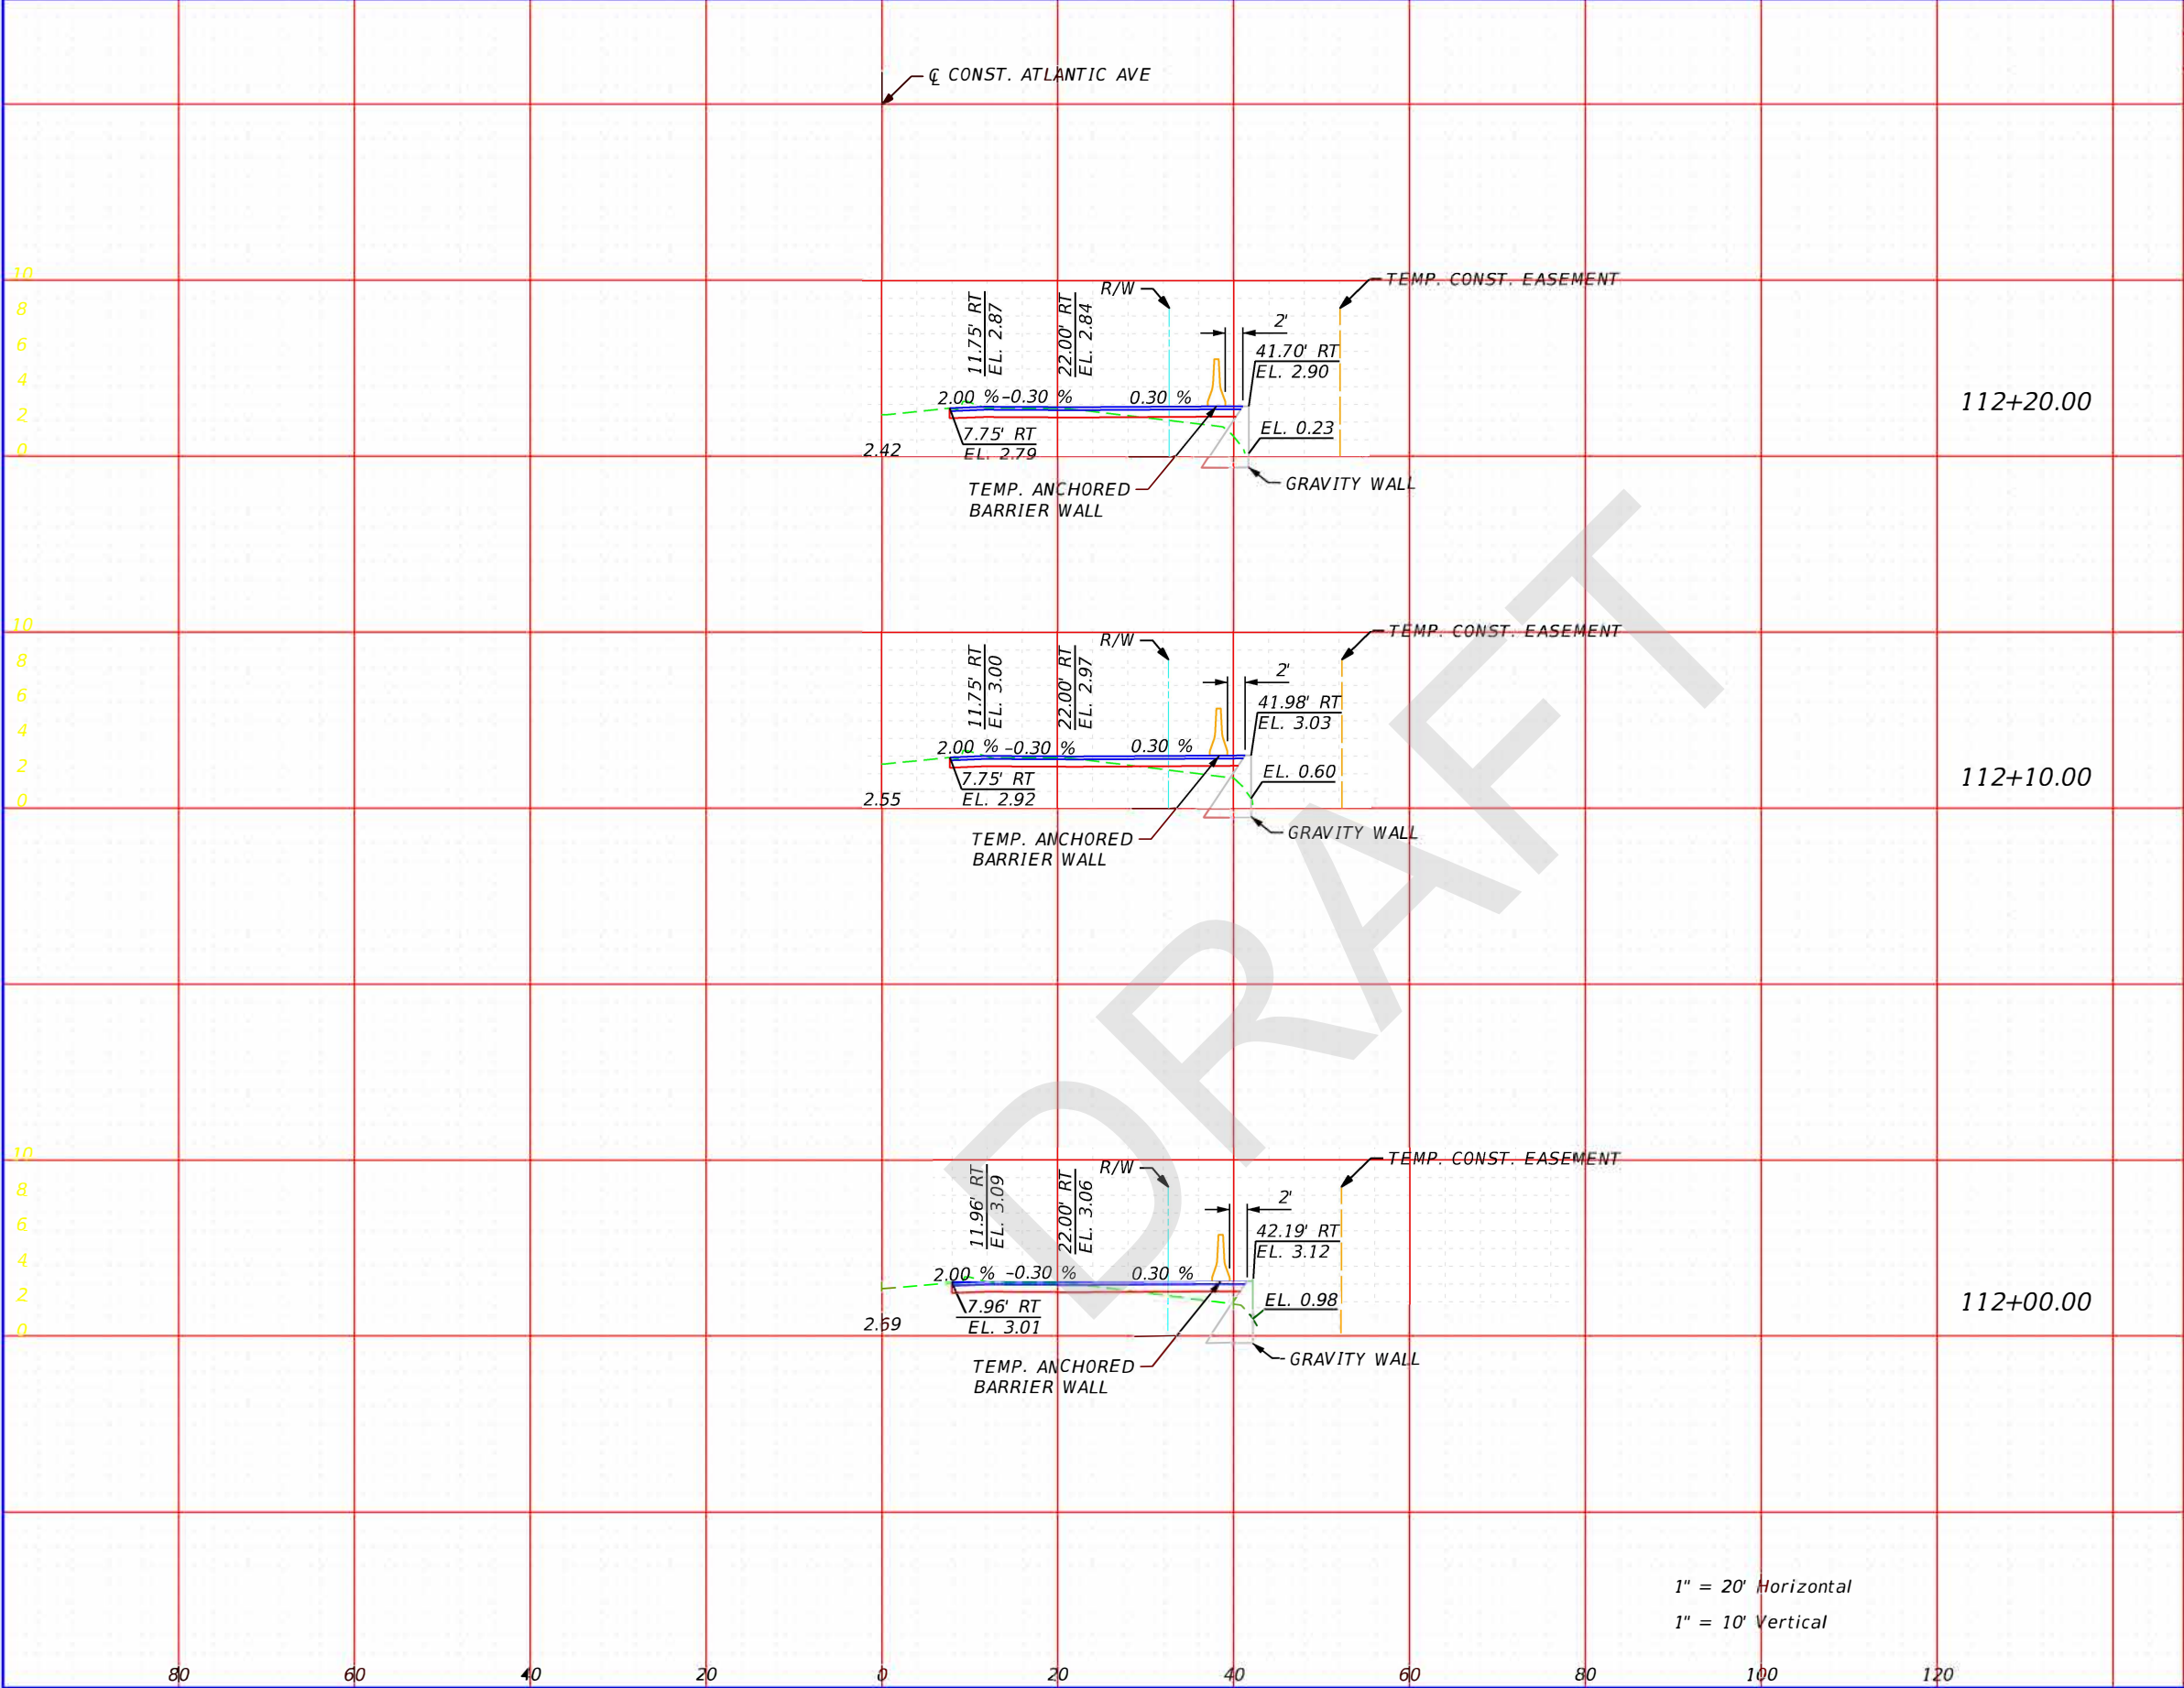 ℄ CONST. ATLANTIC AVE
10
8
6
4
2
0
11.75' RT
EL. 2.87
22.00' RT
EL. 2.84
R/W
TEMP. CONST. EASEMENT
2'
41.70' RT
EL. 2.90
2.00 %
-0.30 %
0.30 %
112+20.00
7.75' RT
EL. 2.79
EL. 0.23
2.42
TEMP. ANCHORED
BARRIER WALL
GRAVITY WALL
10
8
6
4
2
0
11.75' RT
EL. 3.00
22.00' RT
EL. 2.97
R/W
TEMP. CONST. EASEMENT
2'
41.98' RT
EL. 3.03
2.00 %
-0.30 %
0.30 %
112+10.00
7.75' RT
EL. 2.92
EL. 0.60
2.55
TEMP. ANCHORED
BARRIER WALL
GRAVITY WALL
DRAFT
10
8
6
4
2
0
11.96' RT
EL. 3.09
22.00' RT
EL. 3.06
R/W
TEMP. CONST. EASEMENT
2'
42.19' RT
EL. 3.12
2.00 %
-0.30 %
0.30 %
112+00.00
7.96' RT
EL. 3.01
EL. 0.98
2.69
TEMP. ANCHORED
BARRIER WALL
GRAVITY WALL
1" = 20' Horizontal
1" = 10' Vertical
80
60
40
20
0
20
40
60
80
100
120